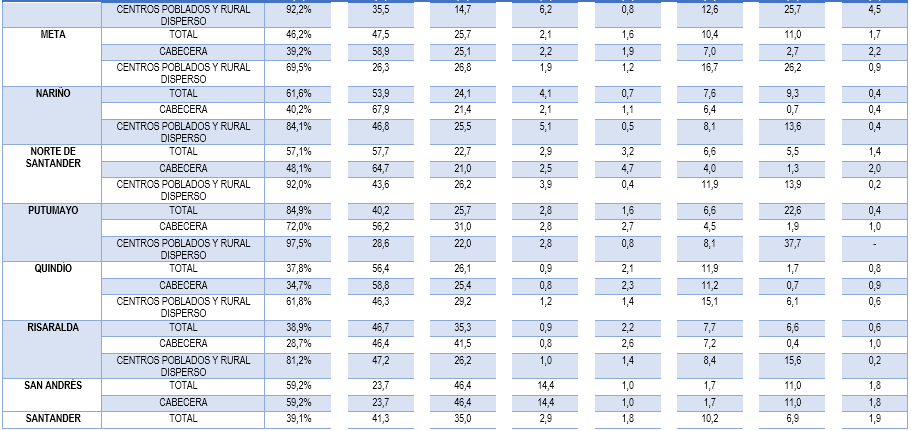 CENTROS POBLADOS Y RURAL DISPERSO 92,2% 35,5 14,7 6,2 0,8 12,6 25,7 4,5
META TOTAL 46,2% 47,5 25,7 2,1 1,6 10,4 11,0 1,7
CABECERA 39,2% 58,9 25,1 2,2 1,9 7,0 2,7 2,2
CENTROS POBLADOS Y RURAL DISPERSO 69,5% 26,3 26,8 1,9 1,2 16,7 26,2 0,9
NARIÑO TOTAL 61,6% 53,9 24,1 4,1 0,7 7,6 9,3 0,4
CABECERA 40,2% 67,9 21,4 2,1 1,1 6,4 0,7 0,4
CENTROS POBLADOS Y RURAL DISPERSO 84,1% 46,8 25,5 5,1 0,5 8,1 13,6 0,4
NORTE DE SANTANDER TOTAL 57,1% 57,7 22,7 2,9 3,2 6,6 5,5 1,4
CABECERA 48,1% 64,7 21,0 2,5 4,7 4,0 1,3 2,0
CENTROS POBLADOS Y RURAL DISPERSO 92,0% 43,6 26,2 3,9 0,4 11,9 13,9 0,2
PUTUMAYO TOTAL 84,9% 40,2 25,7 2,8 1,6 6,6 22,6 0,4
CABECERA 72,0% 56,2 31,0 2,8 2,7 4,5 1,9 1,0
CENTROS POBLADOS Y RURAL DISPERSO 97,5% 28,6 22,0 2,8 0,8 8,1 37,7 -
QUINDÍO TOTAL 37,8% 56,4 26,1 0,9 2,1 11,9 1,7 0,8
CABECERA 34,7% 58,8 25,4 0,8 2,3 11,2 0,7 0,9
CENTROS POBLADOS Y RURAL DISPERSO 61,8% 46,3 29,2 1,2 1,4 15,1 6,1 0,6
RISARALDA TOTAL 38,9% 46,7 35,3 0,9 2,2 7,7 6,6 0,6
CABECERA 28,7% 46,4 41,5 0,8 2,6 7,2 0,4 1,0
CENTROS POBLADOS Y RURAL DISPERSO 81,2% 47,2 26,2 1,0 1,4 8,4 15,6 0,2
SAN ANDRÉS TOTAL 59,2% 23,7 46,4 14,4 1,0 1,7 11,0 1,8
CABECERA 59,2% 23,7 46,4 14,4 1,0 1,7 11,0 1,8
SANTANDER TOTAL 39,1% 41,3 35,0 2,9 1,8 10,2 6,9 1,9